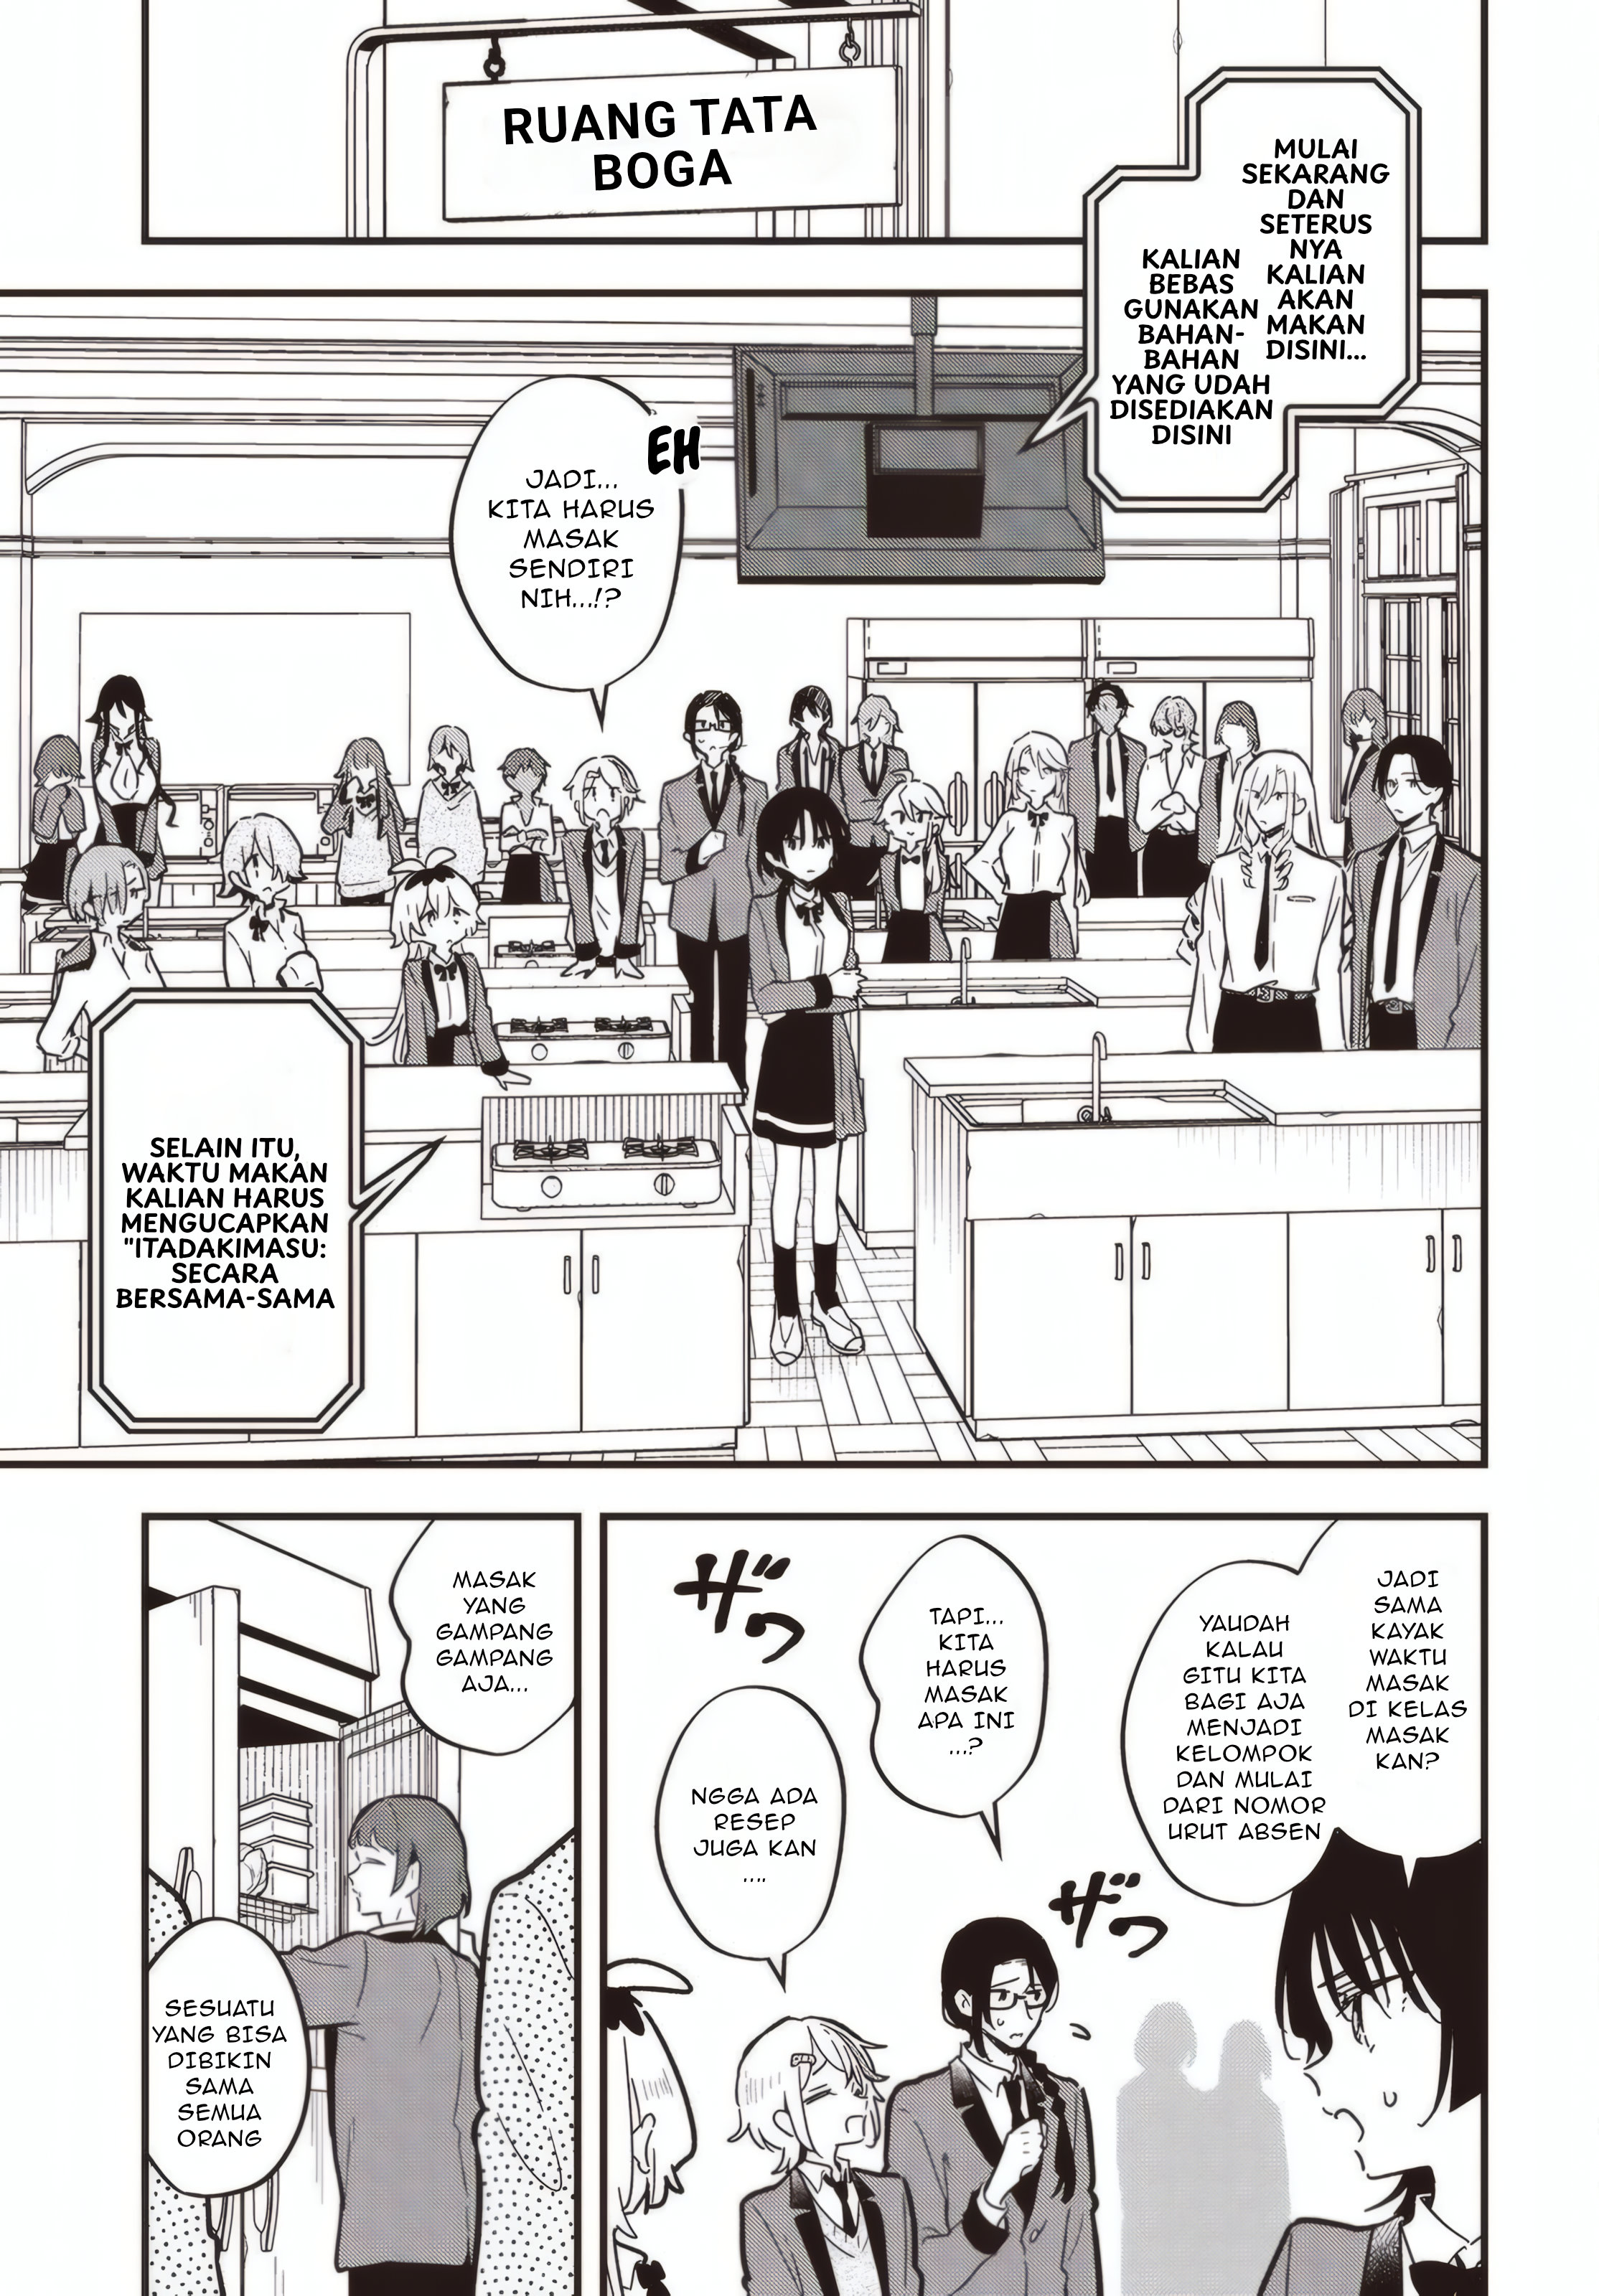 RUANG TATA
BOGA
MULAI
SEKARANG
DAN
SETERUS
NYA
KALIAN
AKAN
MAKAN
DISINI...
KALIAN
BEBAS
GUNAKAN
BAHAN-
BAHAN
YANG UDAH
DISEDIAKAN
DISINI
EH
JADI...
KITA HARUS
MASAK
SENDIRI
NIH...!?
SELAIN ITU,
WAKTU MAKAN
KALIAN HARUS
MENGUCAPKAN
"ITADAKIMASU:
SECARA
BERSAMA-SAMA
JADI
SAMA
KAYAK
WAKTU
MASAK
DI KELAS
MASAK
KAN?
YAUDAH
KALAU
GITU KITA
BAGI AJA
MENJADI
KELOMPOK
DAN MULAI
DARI NOMOR
URUT ABSEN
ザワ
TAPI...
KITA
HARUS
MASAK
APA INI
...?
ザワ
NGGA ADA
RESEP
JUGA KAN
....
MASAK
YANG
GAMPANG
GAMPANG
AJA...
SESUATU
YANG BISA
DIBIKIN
SAMA
SEMUA
ORANG